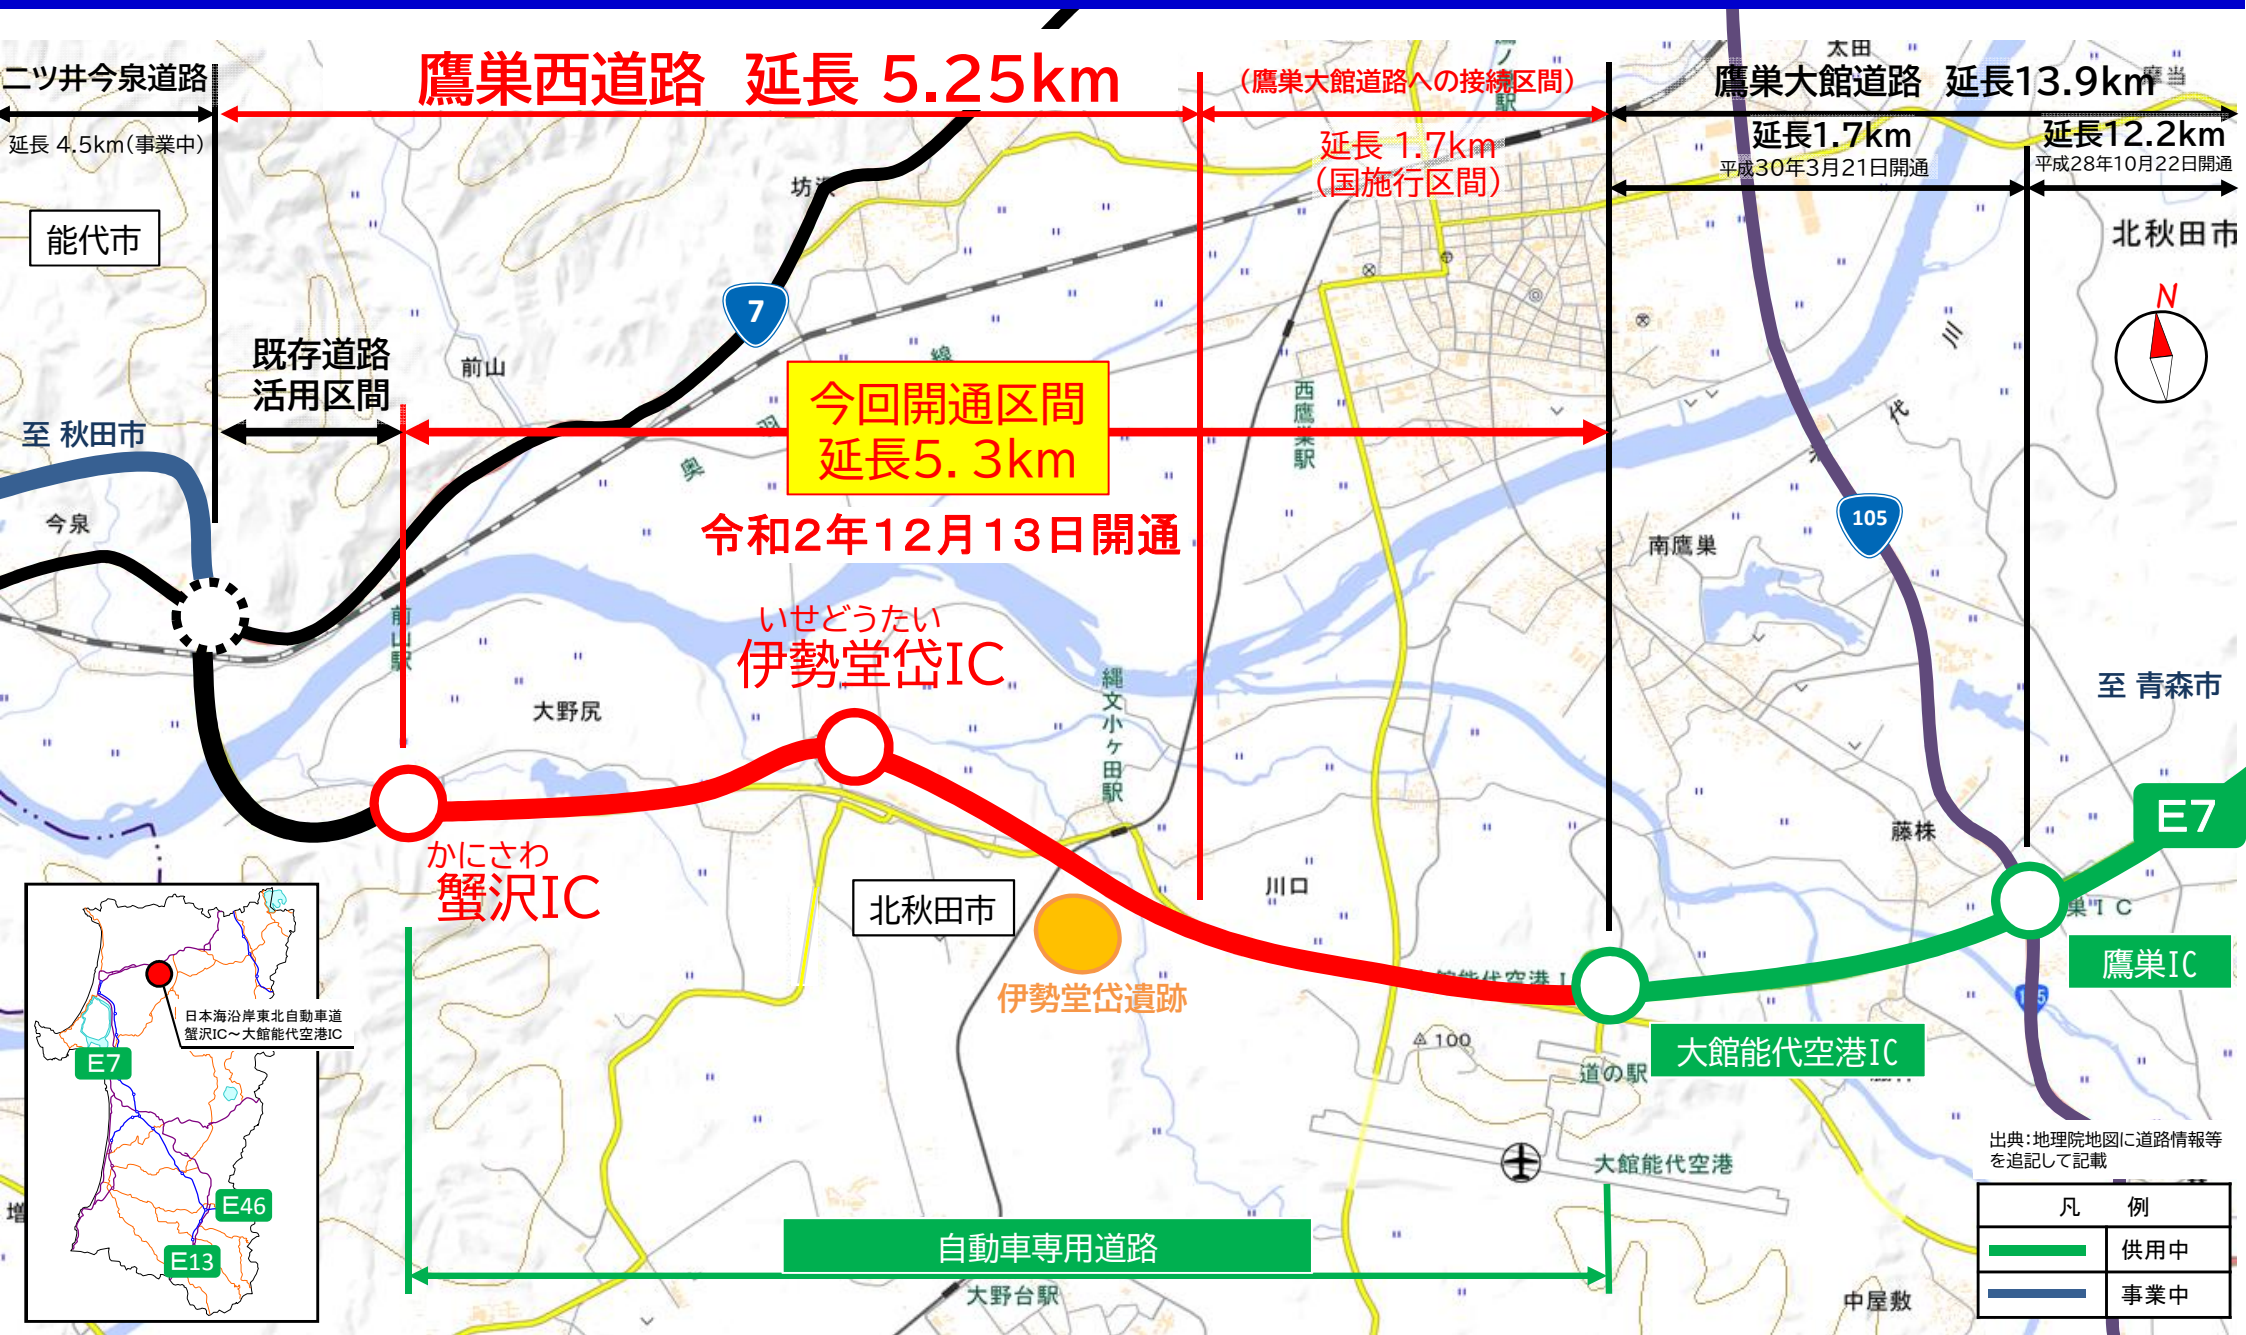 二ツ井今泉道路
延長 4.5km(事業中)
鷹巣西道路 延長 5.25km
(鷹巣大館道路への接続区間)
延長 1.7km
(国施行区間)
鷹巣大館道路 延長13.9km
延長1.7km
平成30年3月21日開通
延長12.2km
平成28年10月22日開通
太田
摩当
能代市
北秋田市
N
7
既存道路
活用区間
前山
今回開通区間
延長5.3km
令和2年12月13日開通
至 秋田市
今泉
奥
羽
線
西鷹巣駅
川
代
105
南鷹巣
至 青森市
前山駅
大野尻
いせどうたい
伊勢堂岱IC
縄文小ヶ田駅
かにさわ
蟹沢IC
北秋田市
伊勢堂岱遺跡
川口
藤株
E7
巣IC
鷹巣IC
大館能代空港IC
100
道の駅
大館能代空港
日本海沿岸東北自動車道
蟹沢IC~大館能代空港IC
E7
E46
E13
自動車専用道路
大野台駅
中屋敷
出典:地理院地図に道路情報等
を追記して記載
凡 例
供用中
事業中